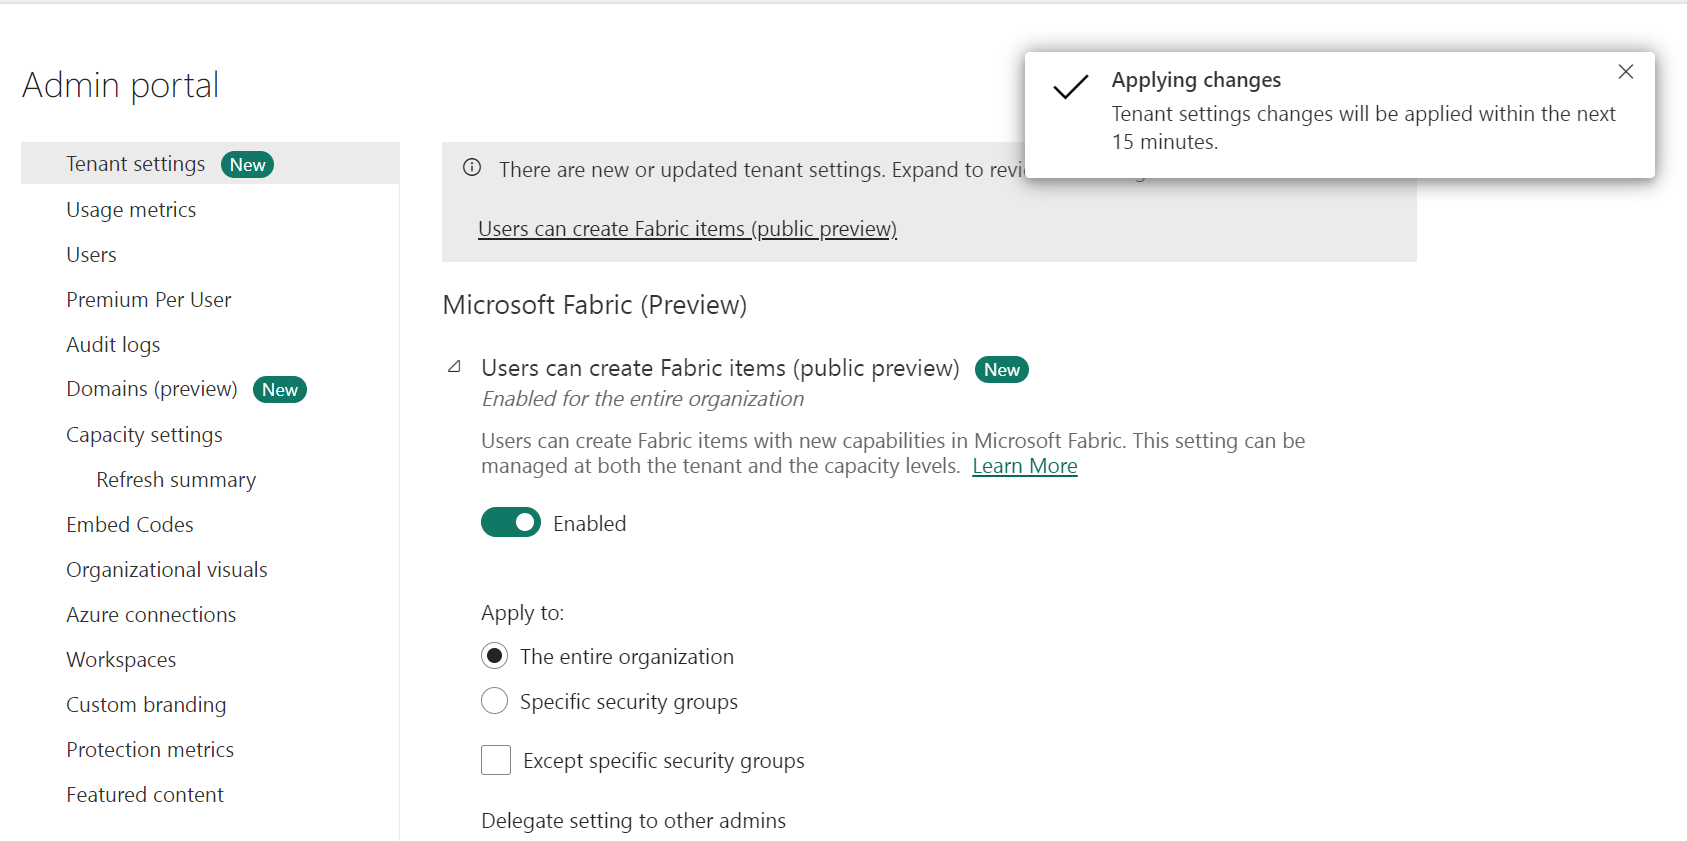 Admin portal
Applying changes
Tenant settings changes will be applied within the next
15 minutes.
Tenant settings New
Usage metrics
Users
Premium Per User
Audit logs
Domains (preview) New
Capacity settings
Refresh summary
Embed Codes
Organizational visuals
Azure connections
Workspaces
Custom branding
Protection metrics
Featured content
There are new or updated tenant settings. Expand to
Users can create Fabric items (public preview)
Microsoft Fabric (Preview)
Users can create Fabric items (public preview) New
Enabled for the entire organization
Users can create Fabric items with new capabilities in Microsoft Fabric. This setting can be
managed at both the tenant and the capacity levels. Learn More
Enabled
Apply to:
The entire organization
Specific security groups
Except specific security groups
Delegate setting to other admins